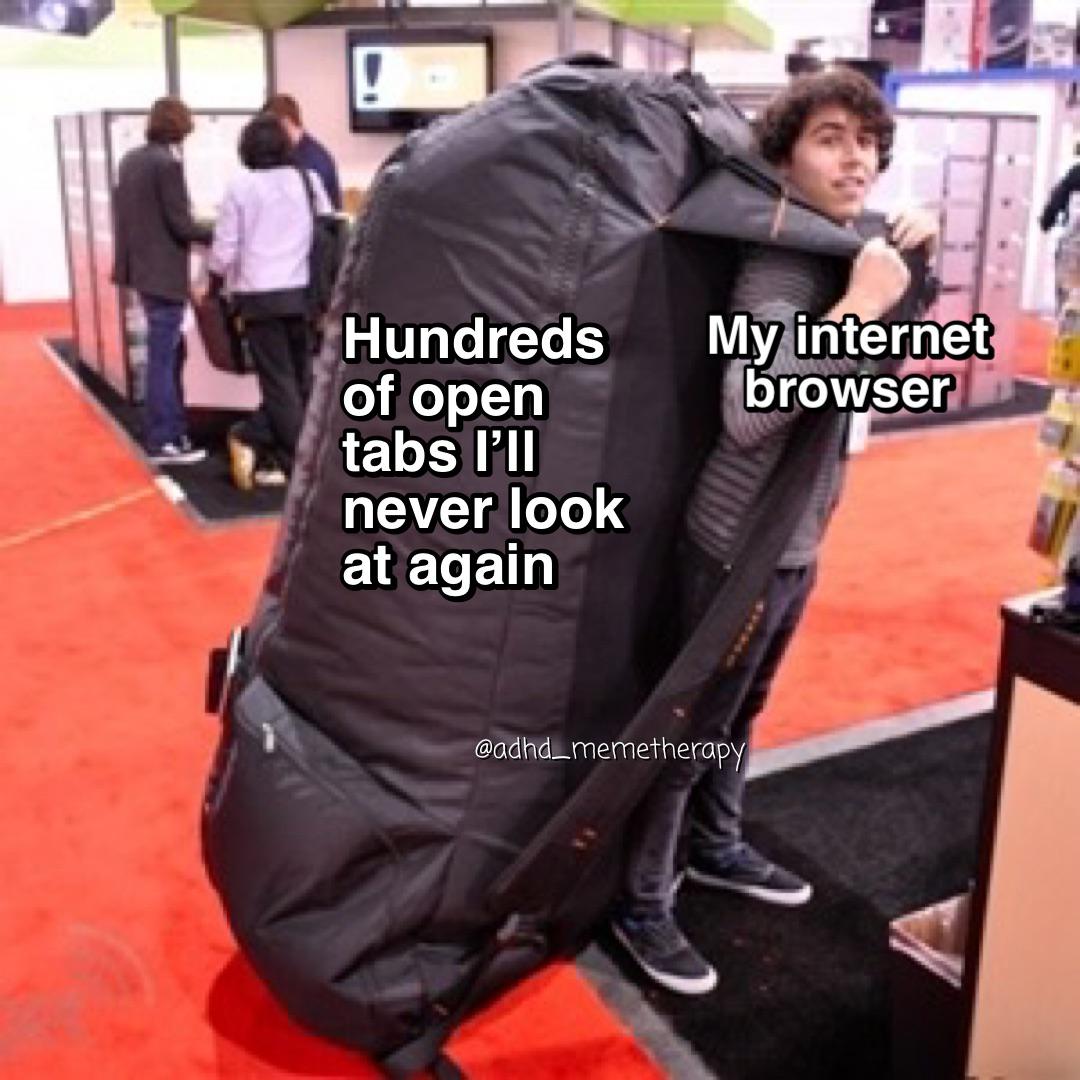 Hundreds
of open
tabs I'll
never look
at again
My internet
browser
@adhd_memetherapy